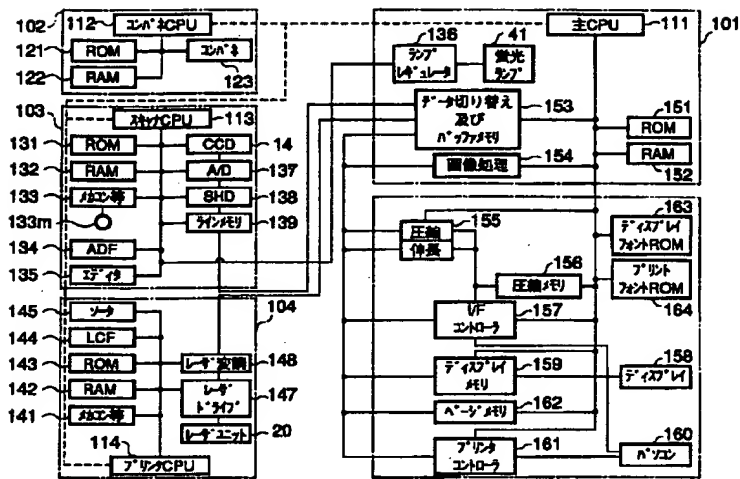 102
112
コンパネCPU
121
ROM
コンパネ
122
RAM
123
主CPU
111
101
136
41
ランプ
レギュレータ
蛍光
ランプ
データ切り替え
及び
バッファメモリ
153
151
ROM
画像処理
154
RAM
152
103
スキャナCPU
113
131
ROM
CCD
14
132
RAM
A/D
137
133
メカコン等
SHD
138
133m
ラインメモリ
139
134
ADF
135
エディタ
145
ソータ
104
144
LCF
143
ROM
レーザ変調
148
142
RAM
レーザ
ドライブ
147
141
メカコン等
レーザユニット
20
114
プリンタCPU
155
圧縮
伸長
163
ディスプレイ
フォントROM
156
圧縮メモリ
プリント
フォントROM
164
I/F
コントローラ
157
ディスプレイ
メモリ
159
158
ディスプレイ
ページメモリ
162
プリンタ
コントローラ
161
160
パソコン